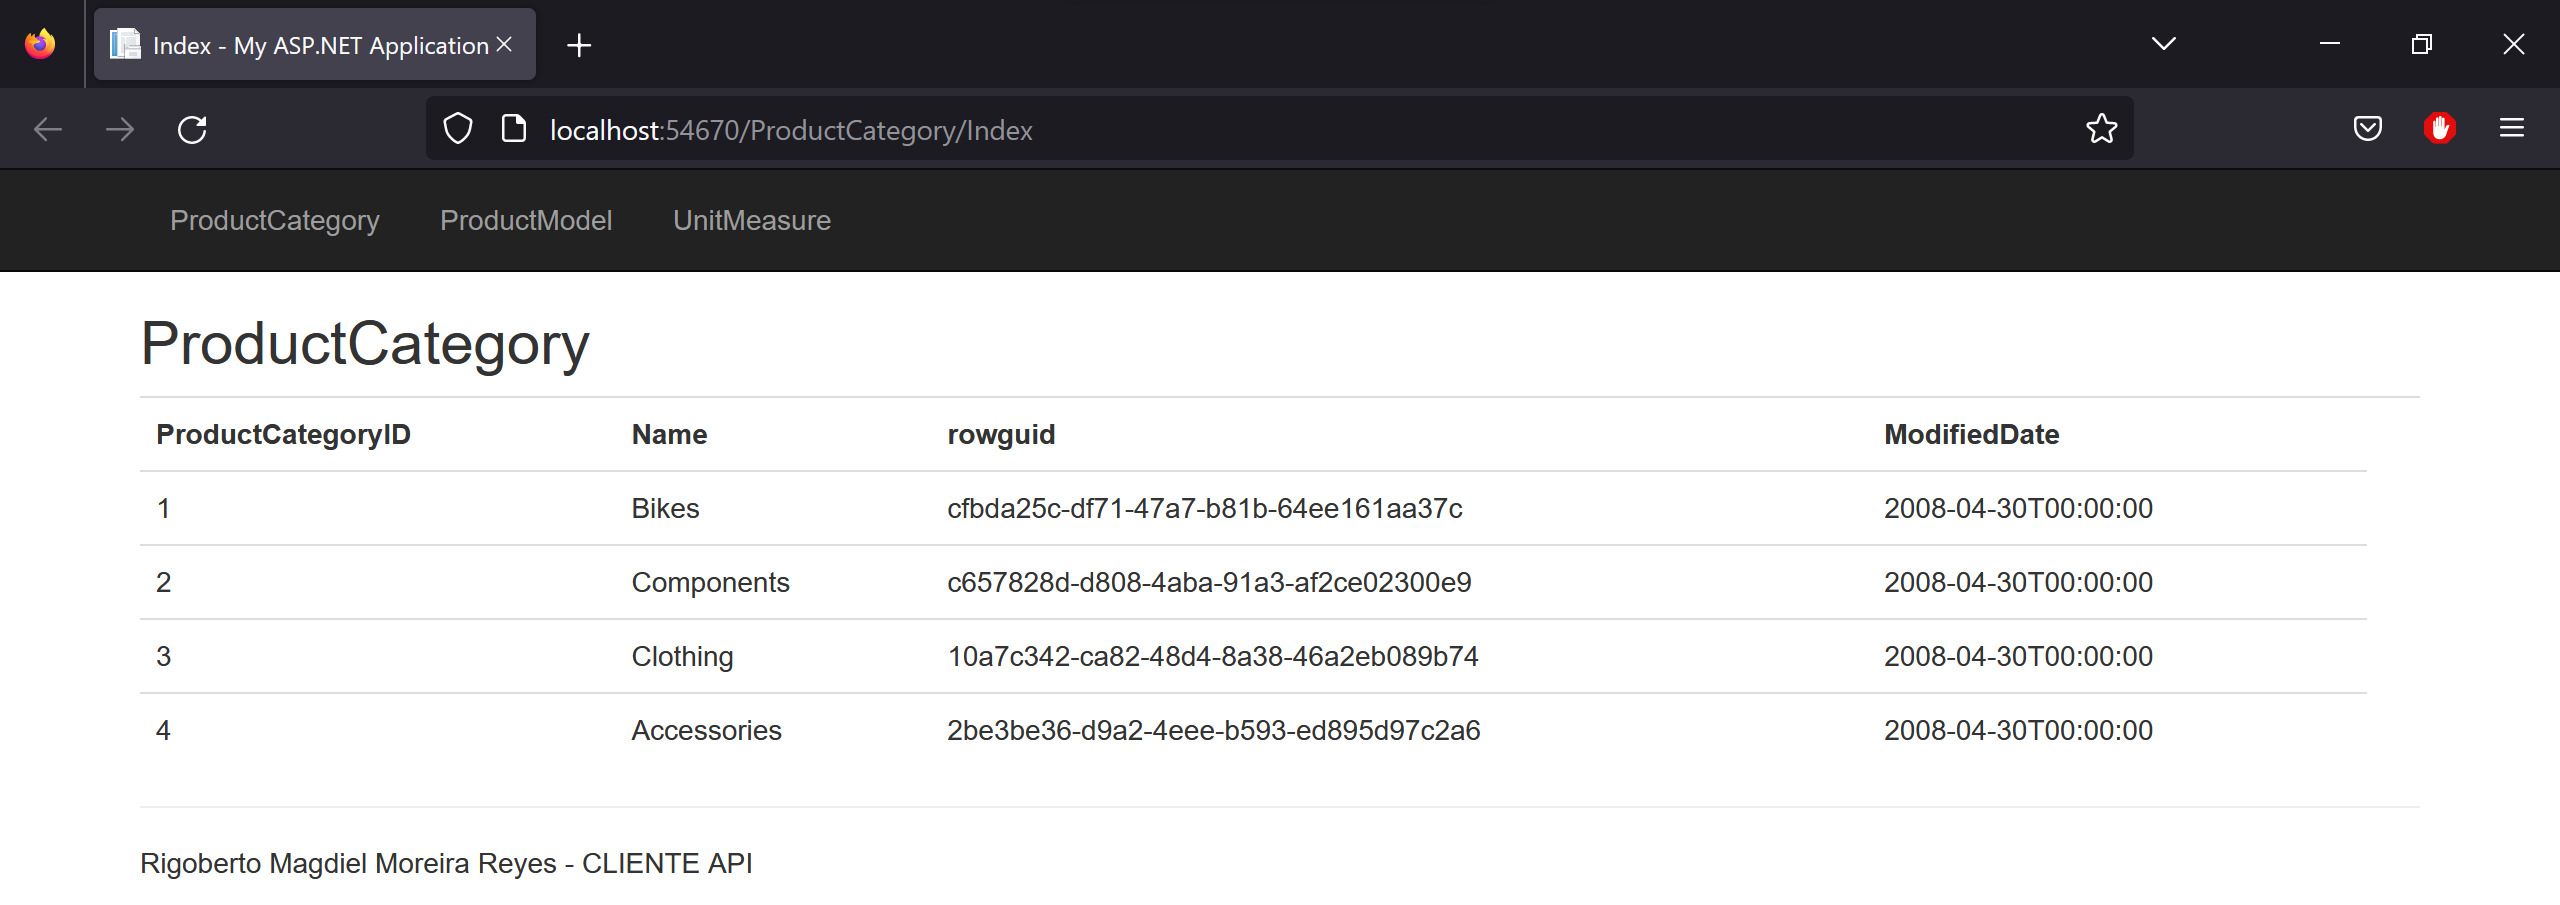 Index - My ASP.NET Application
localhost:54670/ProductCategory/Index
ProductCategory ProductModel UnitMeasure
ProductCategory
ProductCategoryID Name rowguid ModifiedDate
1 Bikes cfbda25c-df71-47a7-b81b-64ee161aa37c 2008-04-30T00:00:00
2 Components c657828d-d808-4aba-91a3-af2ce02300e9 2008-04-30T00:00:00
3 Clothing 10a7c342-ca82-48d4-8a38-46a2eb089b74 2008-04-30T00:00:00
4 Accessories 2be3be36-d9a2-4eee-b593-ed895d97c2a6 2008-04-30T00:00:00
Rigoberto Magdiel Moreira Reyes - CLIENTE API